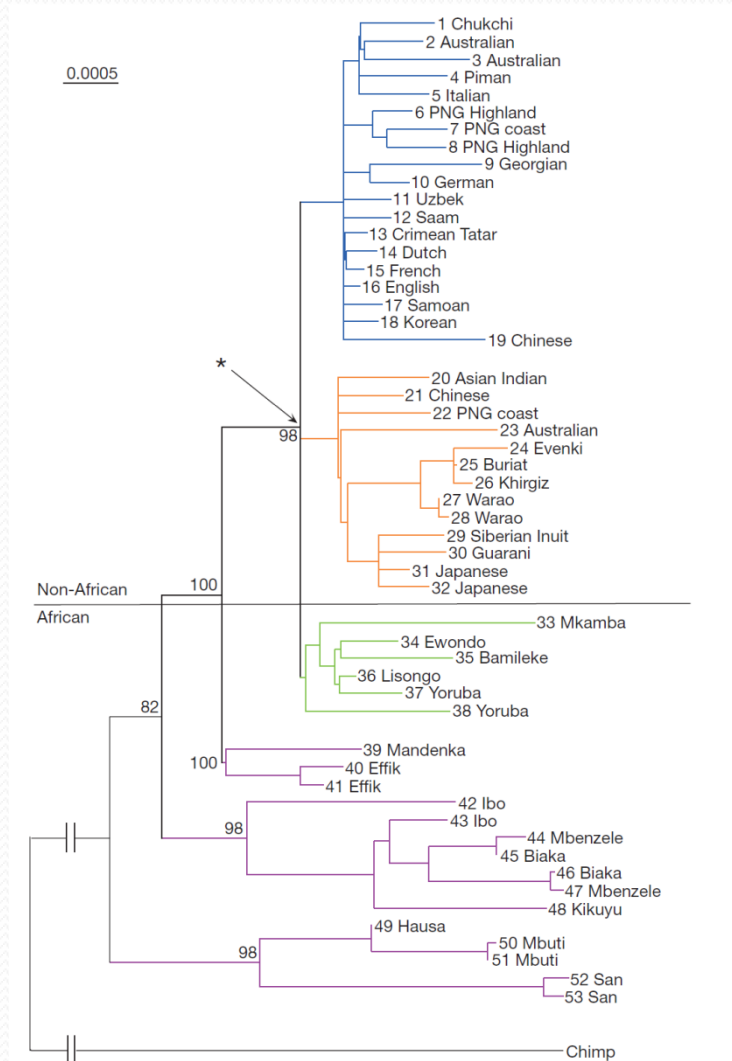 1 Chukchi
2 Australian
3 Australian
0.0005
4 Piman
5 Italian
6 PNG Highland
7 PNG coast
8 PNG Highland
9 Georgian
10 German
11 Uzbek
12 Saam
13 Crimean Tatar
14 Dutch
15 French
16 English
17 Samoan
18 Korean
19 Chinese
*
20 Asian Indian
21 Chinese
22 PNG coast
98
23 Australian
24 Evenki
25 Buriat
26 Khirgiz
27 Warao
28 Warao
29 Siberian Inuit
30 Guarani
31 Japanese
32 Japanese
100
Non-African
African
33 Mkamba
34 Ewondo
35 Bamileke
36 Lisongo
37 Yoruba
38 Yoruba
82
39 Mandenka
100
40 Effik
41 Effik
42 Ibo
43 Ibo
98
44 Mbenzele
45 Biaka
46 Biaka
47 Mbenzele
48 Kikuyu
49 Hausa
50 Mbuti
98
51 Mbuti
52 San
53 San
Chimp